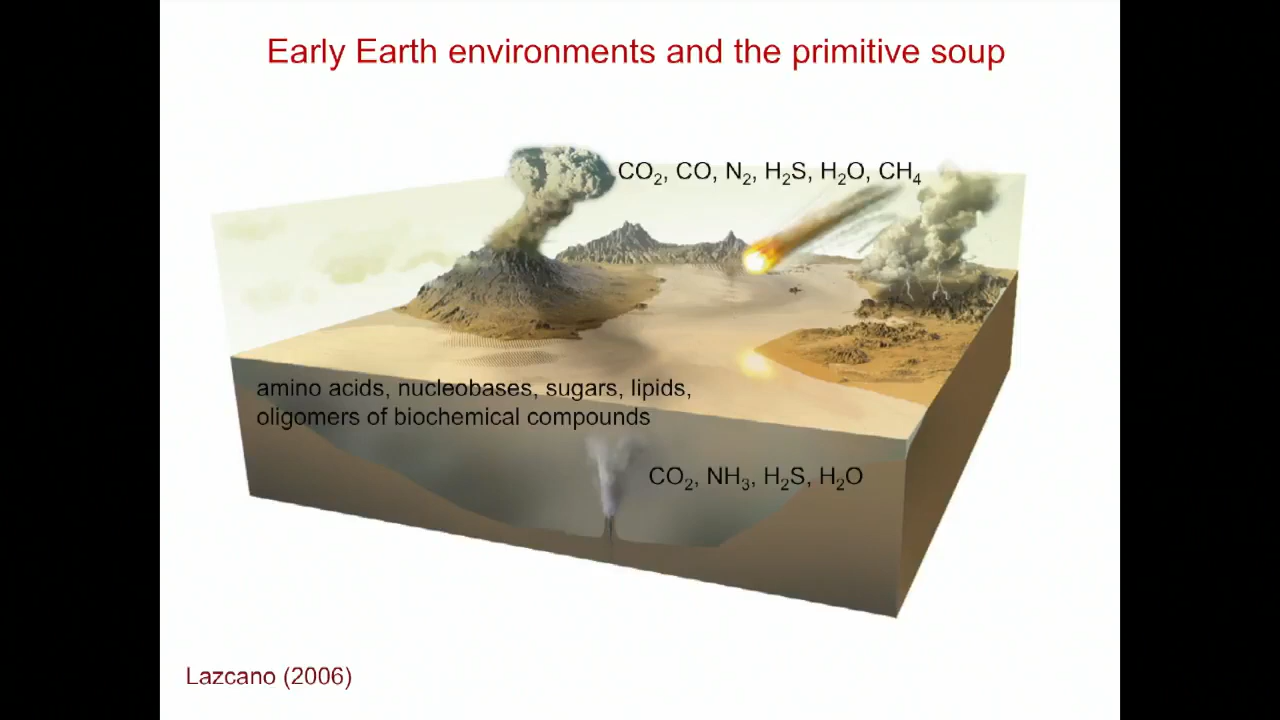 Early Earth environments and the primitive soup
CO₂, CO, N₂, H₂S, H₂O, CH₄
amino acids, nucleobases, sugars, lipids,
oligomers of biochemical compounds
CO₂, NH₃, H₂S, H₂O
Lazcano (2006)